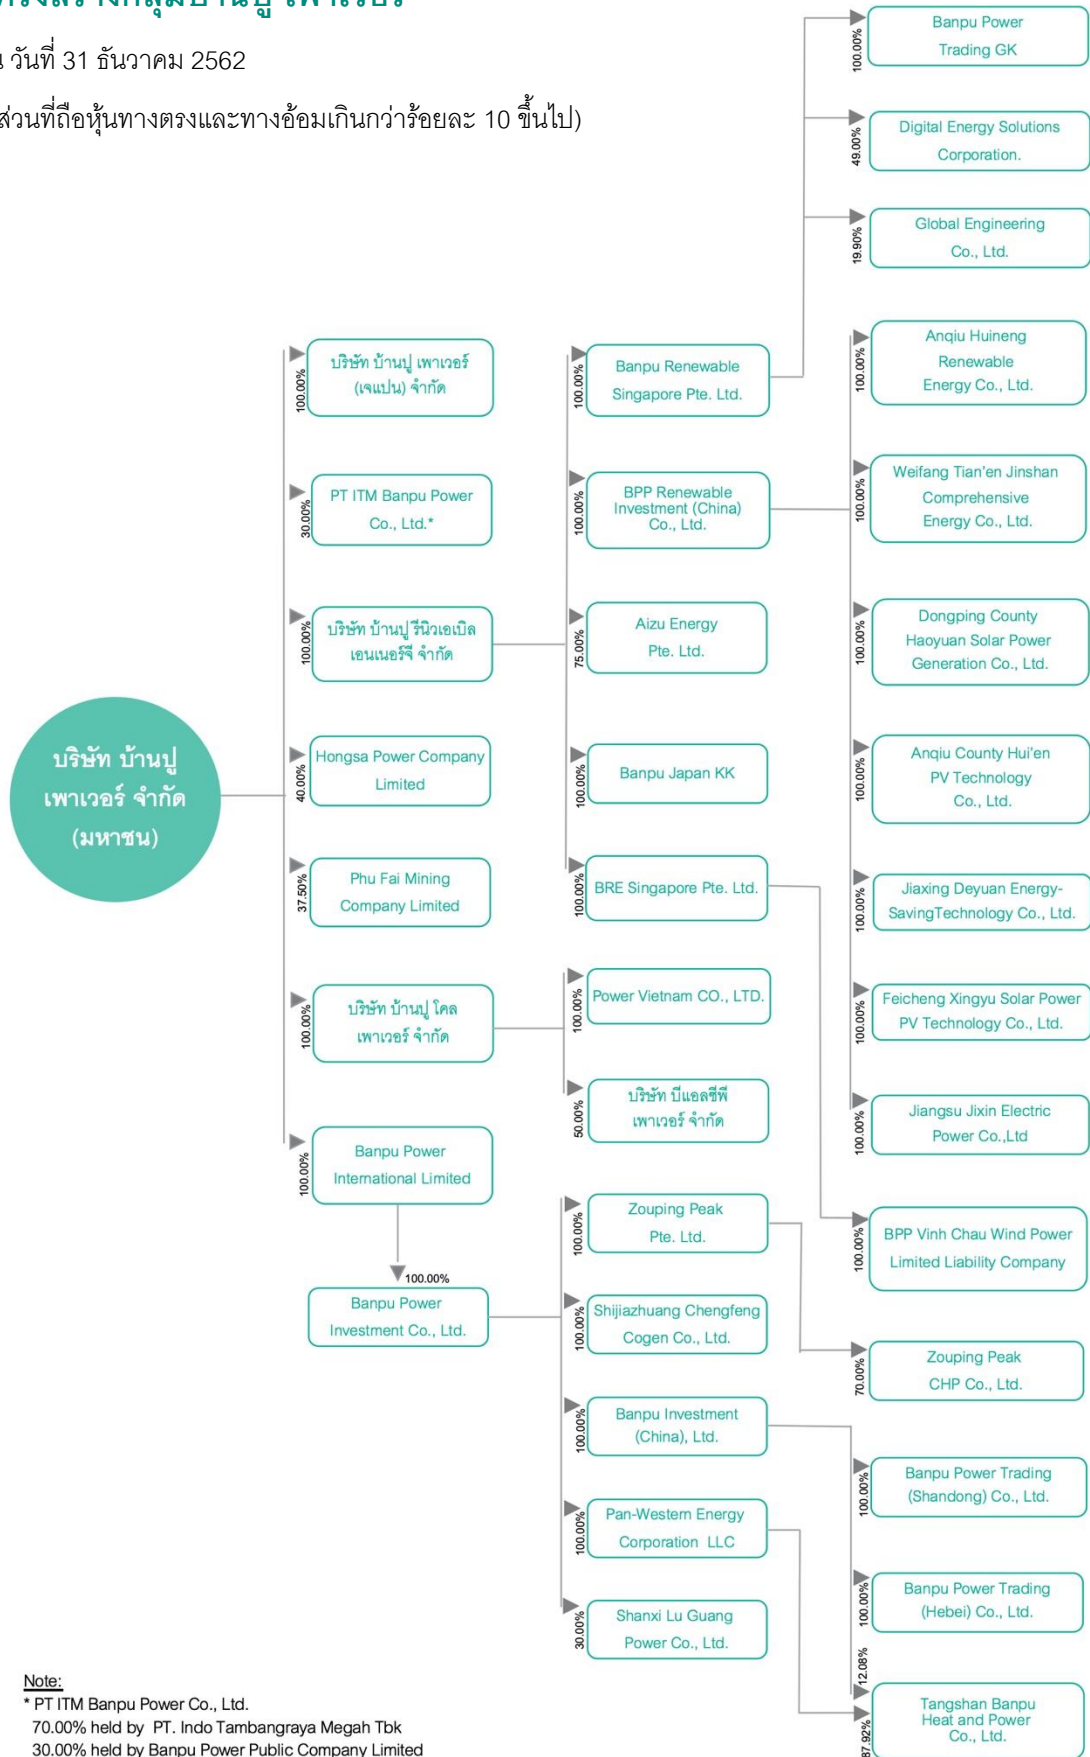 วันที่ 31 ธันวาคม 2562
ส่วนที่ถือหุ้นทางตรงและทางอ้อมเกินกว่าร้อยละ 10 ขึ้นไป)
บริษัท บ้านปู
เพาเวอร์ จำกัด
(มหาชน)
100.00%
บริษัท บ้านปู เพาเวอร์
(เจแปน) จำกัด
30.00%
PT ITM Banpu Power
Co., Ltd.*
100.00%
บริษัท บ้านปู รีนิวเอเบิล
เอนเนอร์จี จำกัด
40.00%
Hongsa Power Company
Limited
37.50%
Phu Fai Mining
Company Limited
100.00%
บริษัท บ้านปู โคล
เพาเวอร์ จำกัด
100.00%
Banpu Power
International Limited
100.00%
Banpu Power
Investment Co., Ltd.
100.00%
Banpu Renewable
Singapore Pte. Ltd.
100.00%
BPP Renewable
Investment (China)
Co., Ltd.
75.00%
Aizu Energy
Pte. Ltd.
100.00%
Banpu Japan KK
100.00%
BRE Singapore Pte. Ltd.
100.00%
Power Vietnam CO., LTD.
50.00%
บริษัท บีแอลซีพี
เพาเวอร์ จำกัด
100.00%
Zouping Peak
Pte. Ltd.
100.00%
Shijiazhuang Chengfeng
Cogen Co., Ltd.
100.00%
Banpu Investment
(China), Ltd.
100.00%
Pan-Western Energy
Corporation LLC
30.00%
Shanxi Lu Guang
Power Co., Ltd.
100.00%
Banpu Power
Trading GK
49.00%
Digital Energy Solutions
Corporation.
19.90%
Global Engineering
Co., Ltd.
100.00%
Anqiu Huineng
Renewable
Energy Co., Ltd.
100.00%
Weifang Tian'en Jinshan
Comprehensive
Energy Co., Ltd.
100.00%
Dongping County
Haoyuan Solar Power
Generation Co., Ltd.
100.00%
Anqiu County Hui'en
PV Technology
Co., Ltd.
100.00%
Jiaxing Deyuan Energy-
SavingTechnology Co., Ltd.
100.00%
Feicheng Xingyu Solar Power
PV Technology Co., Ltd.
100.00%
Jiangsu Jixin Electric
Power Co.,Ltd
100.00%
BPP Vinh Chau Wind Power
Limited Liability Company
70.00%
Zouping Peak
CHP Co., Ltd.
100.00%
Banpu Power Trading
(Shandong) Co., Ltd.
100.00%
Banpu Power Trading
(Hebei) Co., Ltd.
12.08%
87.92%
Tangshan Banpu
Heat and Power
Co., Ltd.
Note:
* PT ITM Banpu Power Co., Ltd.
70.00% held by PT. Indo Tambangraya Megah Tbk
30.00% held by Banpu Power Public Company Limited